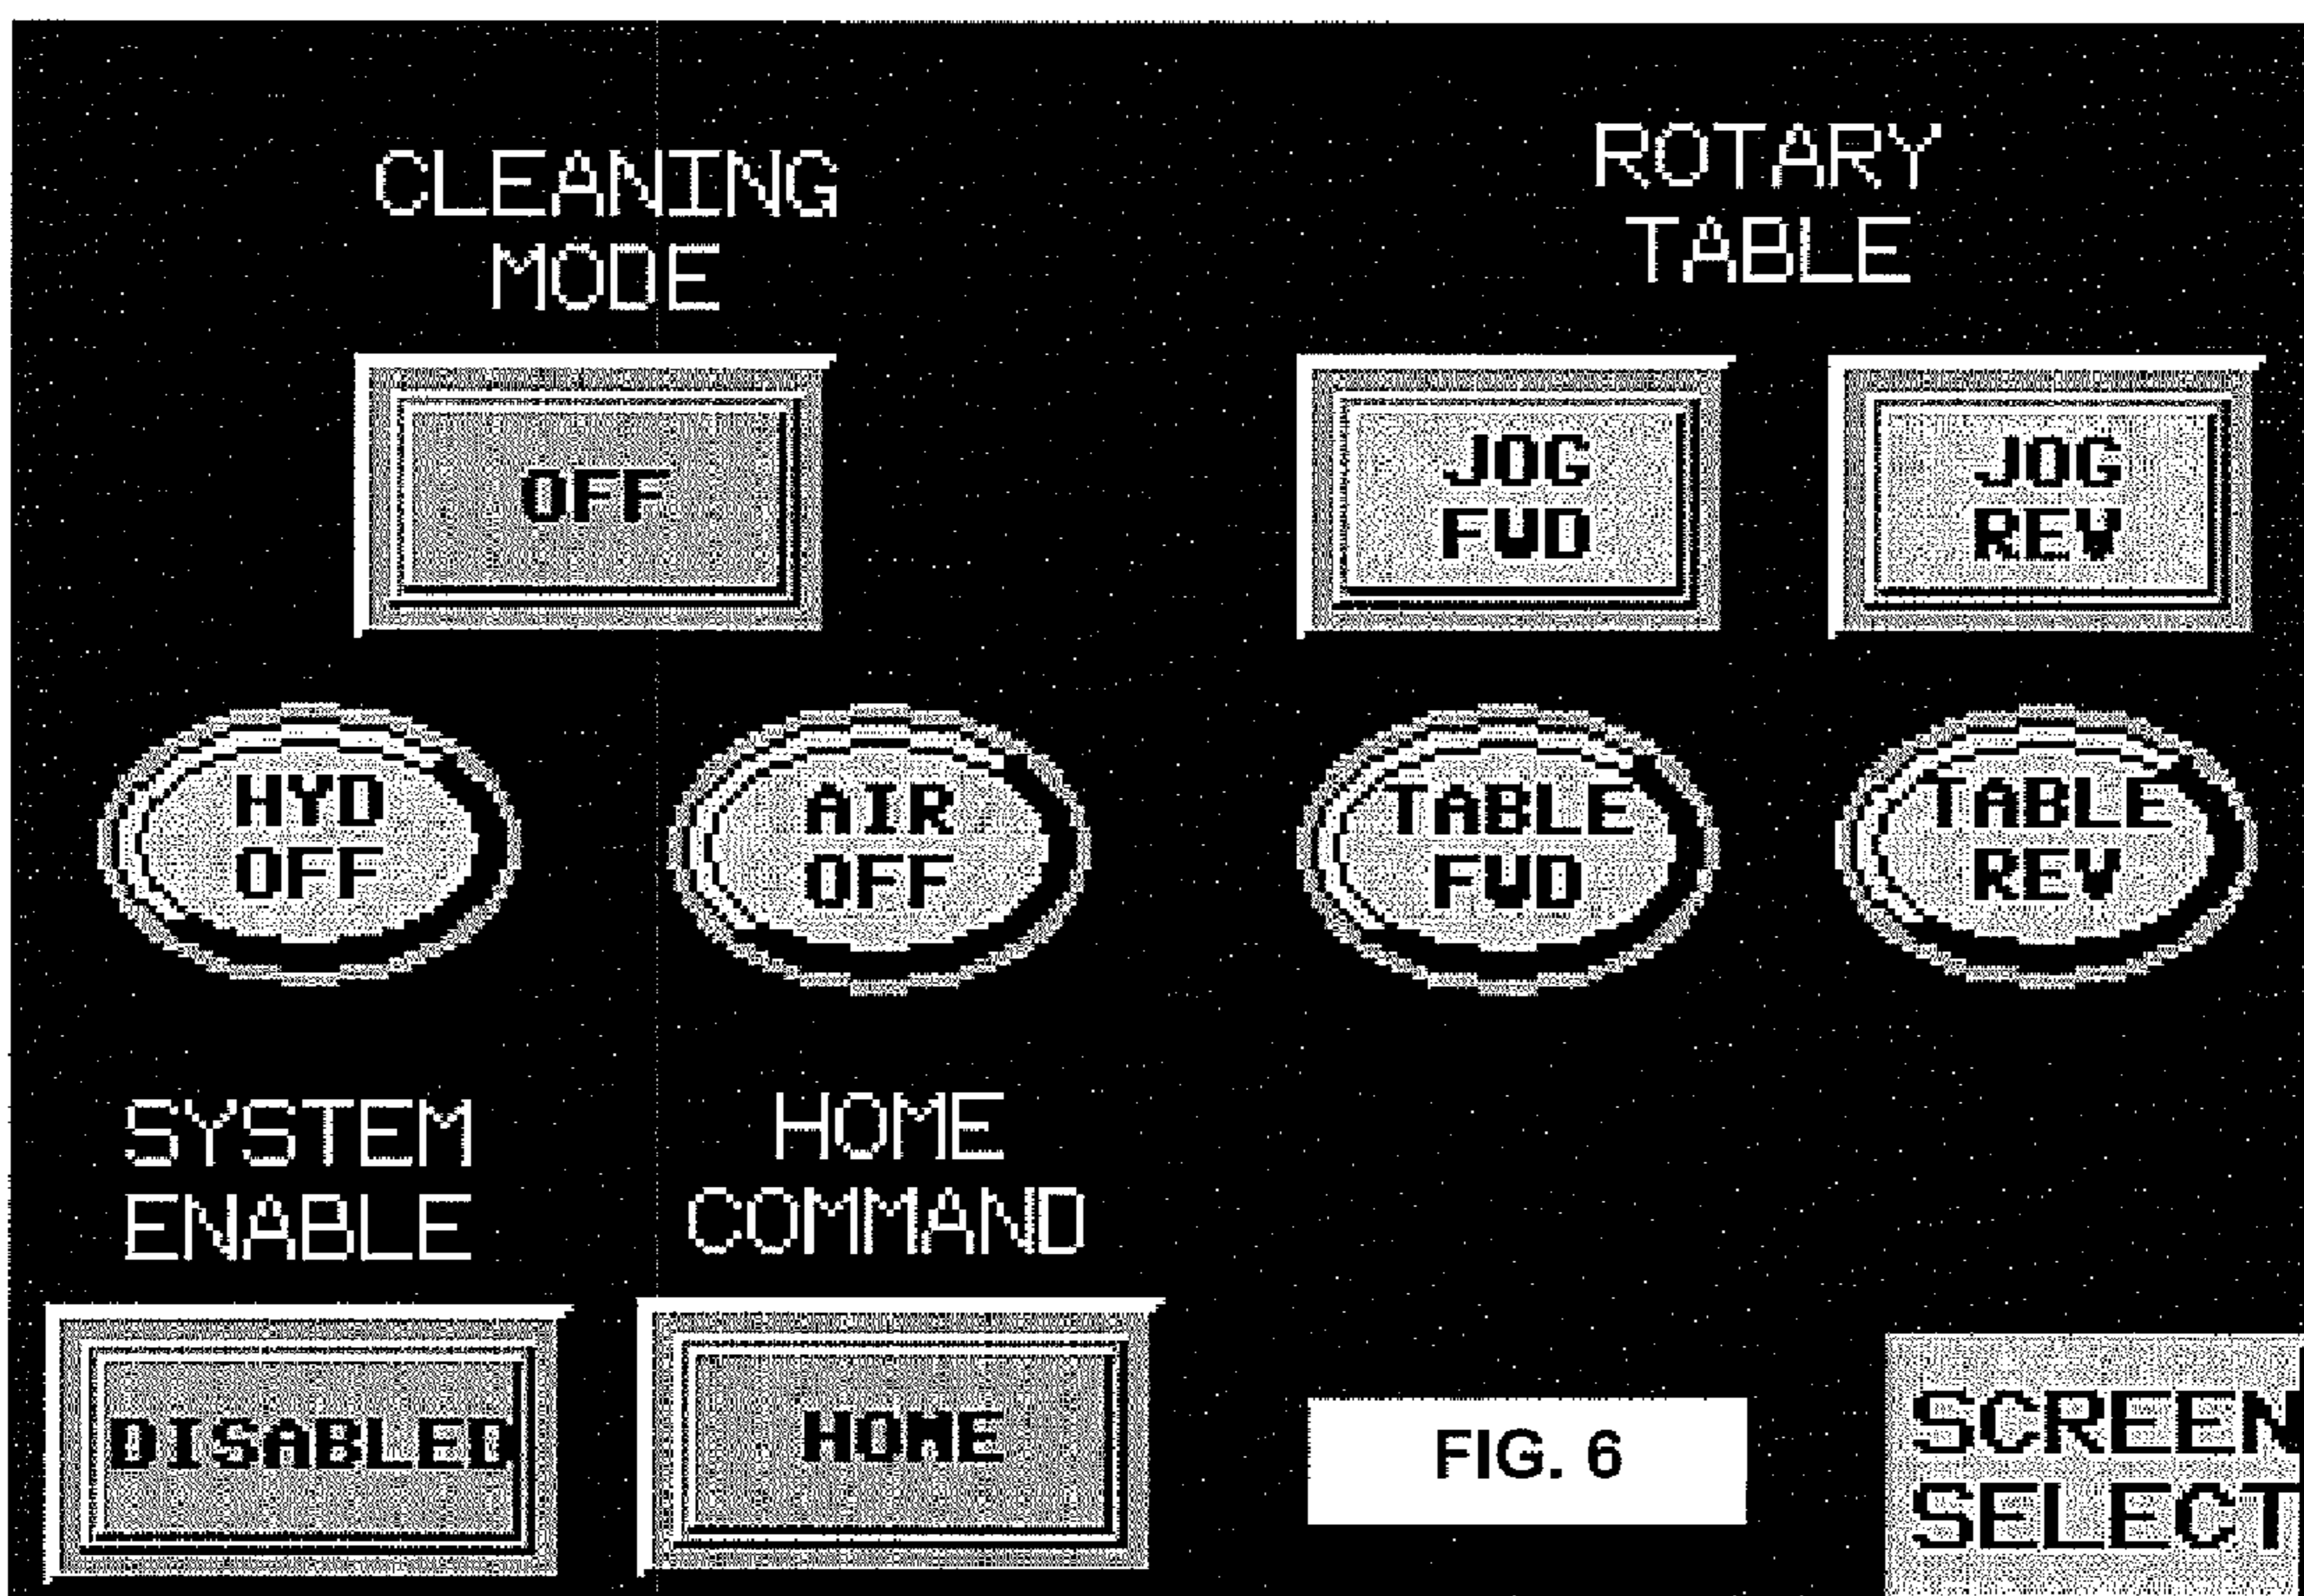 CLEANING
MODE
ROTARY
TABLE
OFF
JOG
FWD
JOG
REV
HYD
OFF
AIR
OFF
TABLE
FWD
TABLE
REV
SYSTEM
ENABLE
HOME
COMMAND
DISABLED
HOME
FIG. 6
SCREEN
SELECT